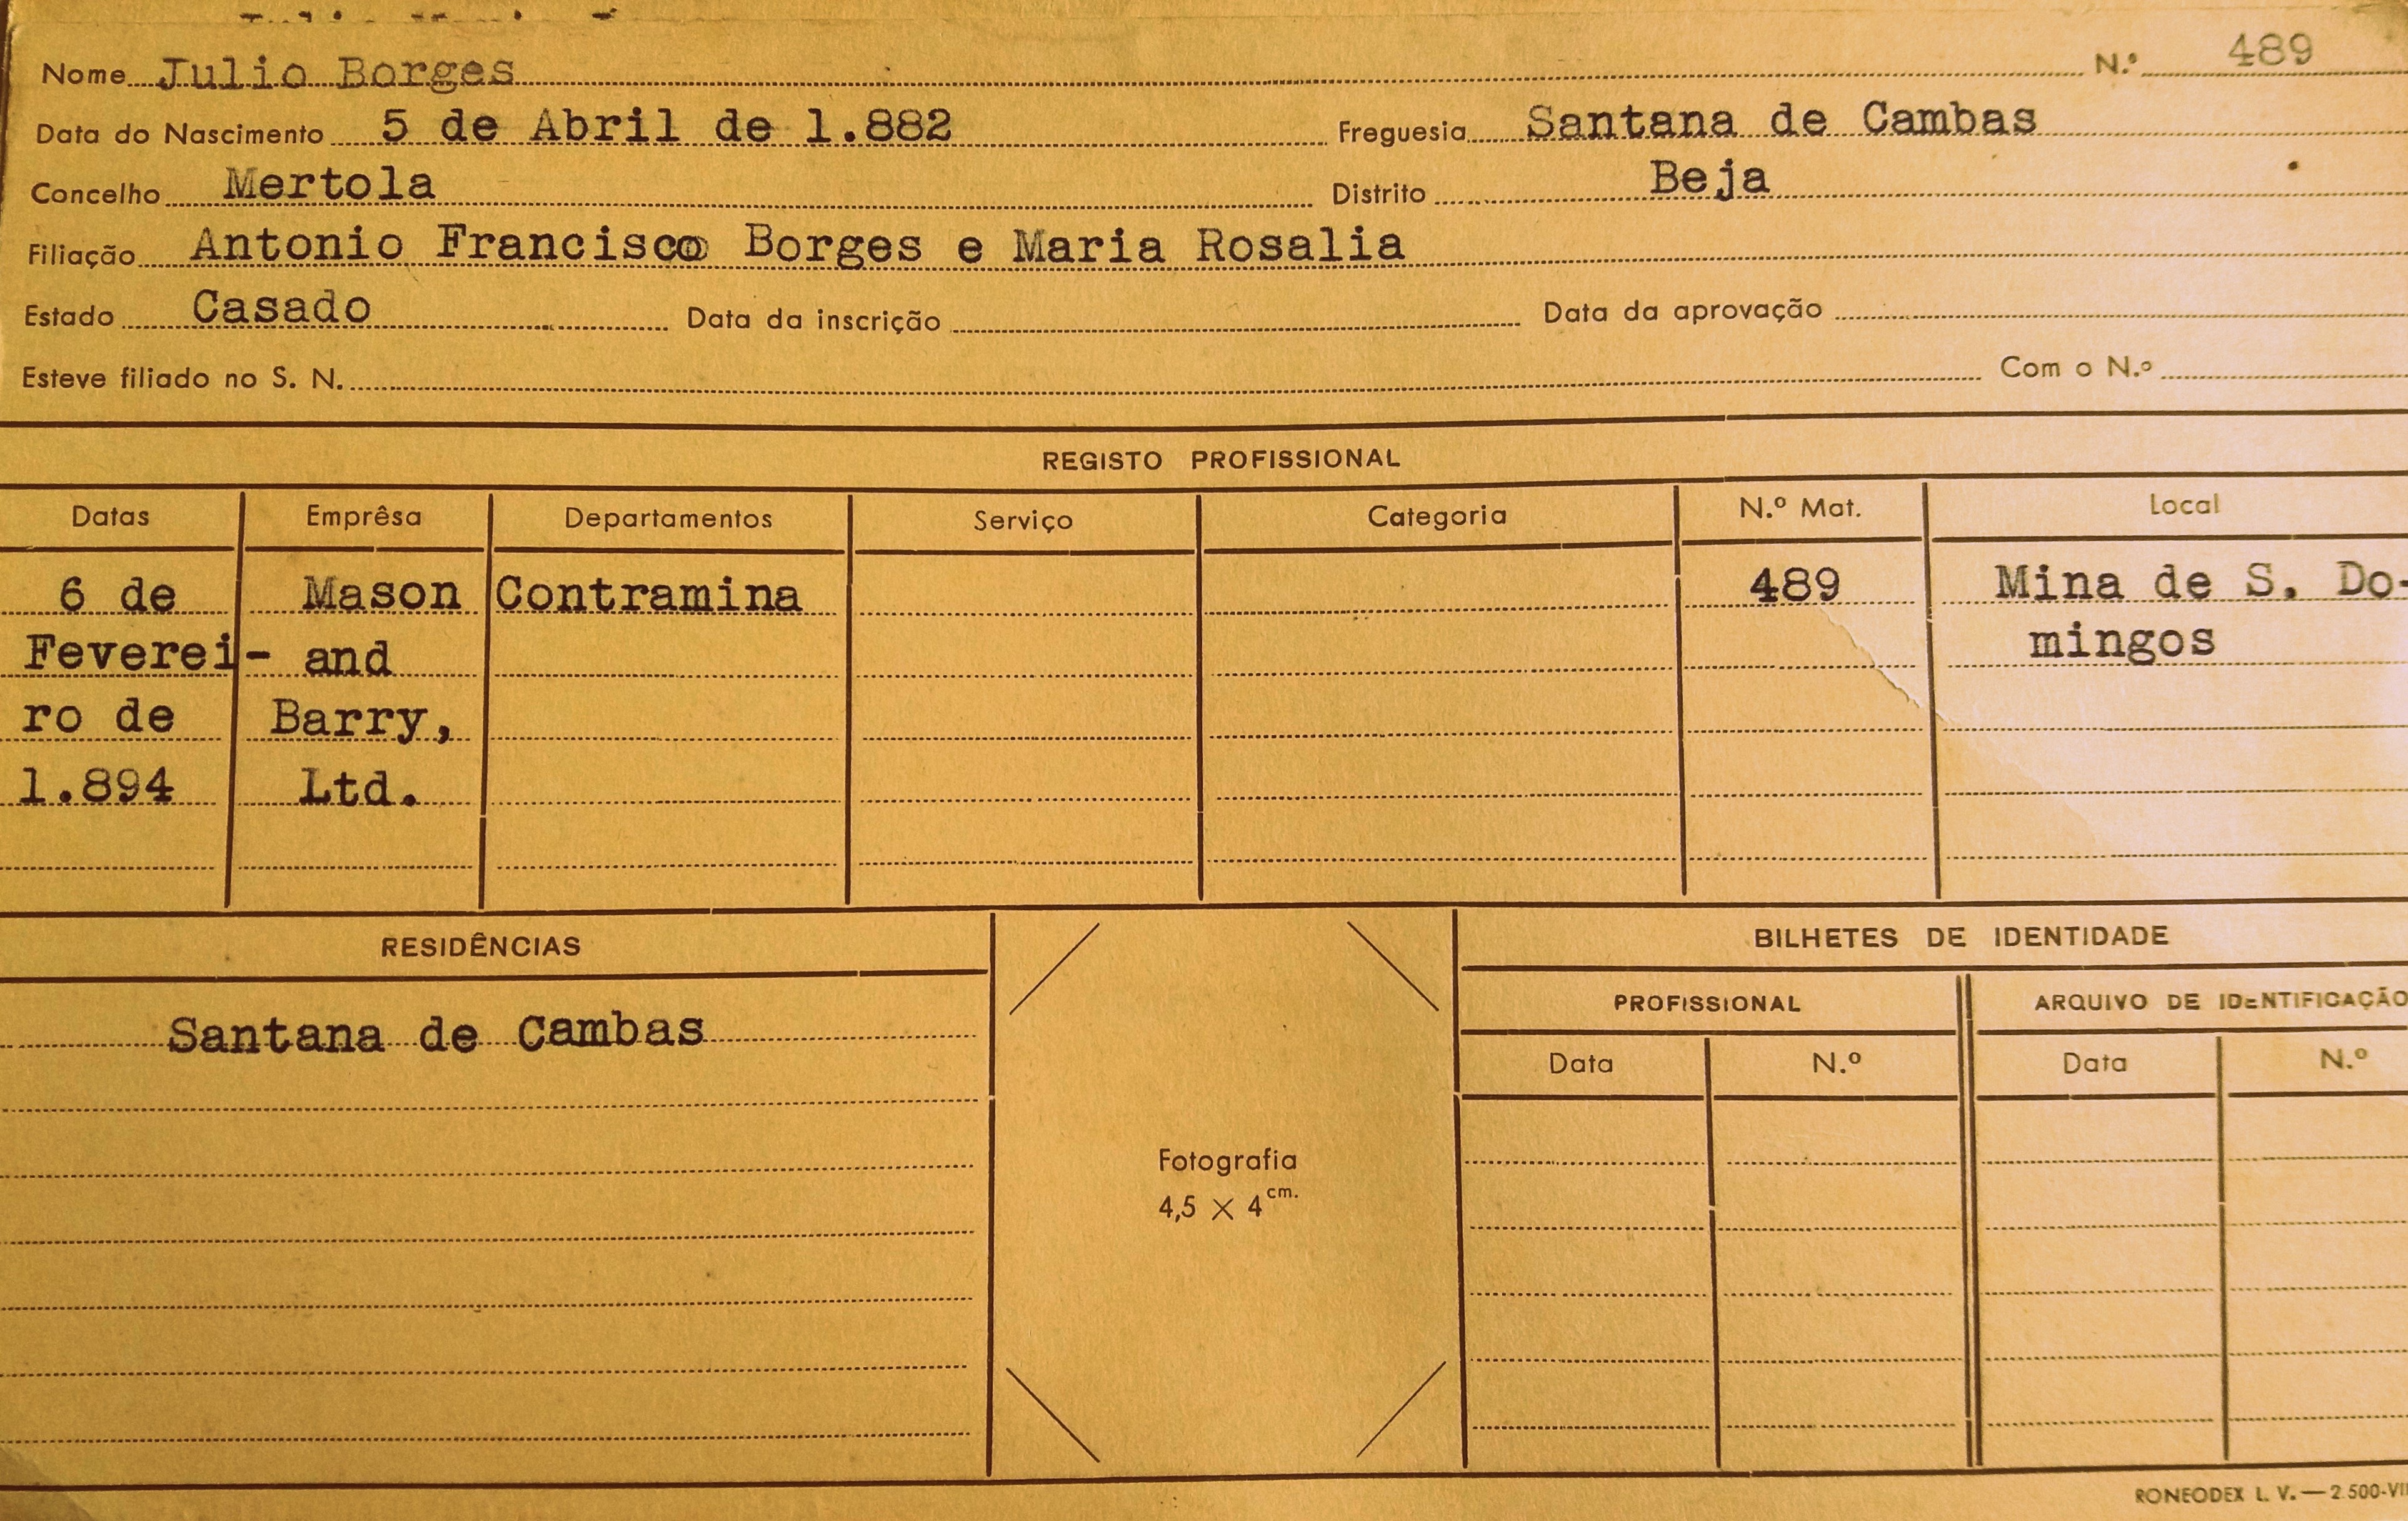 Nome Julio Borges N.º 489
Data do Nascimento 5 de Abril de 1.882 Freguesia Santana de Cambas
Concelho Mertola Distrito Beja
Filiação Antonio Francisco Borges e Maria Rosalia
Estado Casado Data da inscrição Data da aprovação
Esteve filiado no S. N. Com o N.º
REGISTO PROFISSIONAL
Datas Emprêsa Departamentos Serviço Categoria N.º Mat. Local
6 de Mason Contramina 489 Mina de S. Do-
Feverei- and mingos
ro de Barry,
1.894 Ltd.
RESIDÊNCIAS BILHETES DE IDENTIDADE
PROFISSIONAL ARQUIVO DE IDENTIFICAÇÃO
Santana de Cambas
Data N.º Data N.º
Fotografia
4,5 × 4 cm.
RONEODEX L. V. — 2.500-